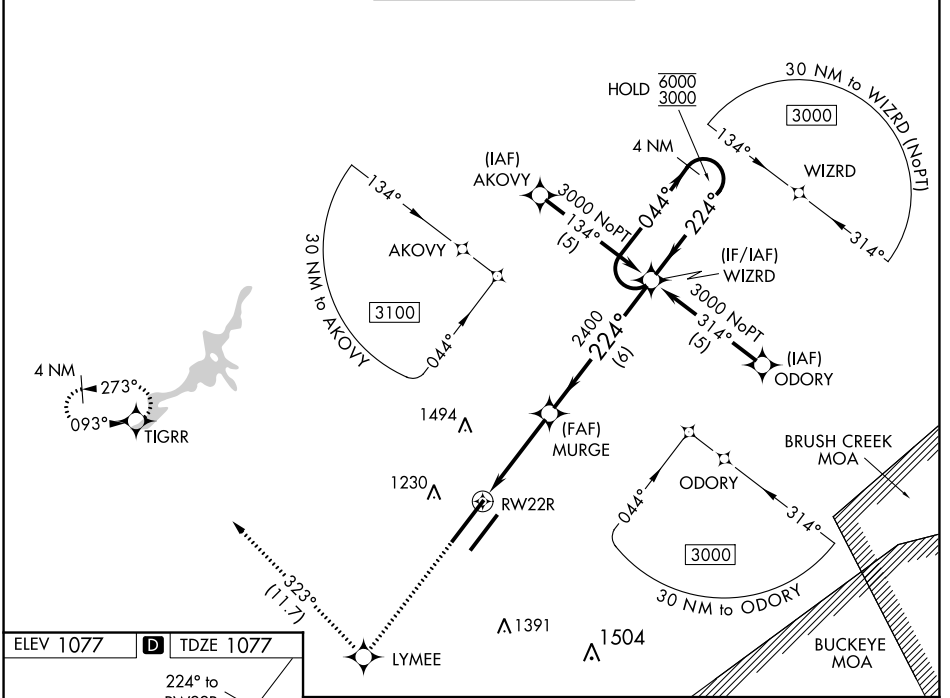 30 NM to WIZRD (NoPT)
HOLD 6000
3000
3000
134°
WIZRD
314°
4 NM
(IAF)
AKOVY
3000 NoPT
134°
(5)
044°
224°
(IF/IAF)
WIZRD
134°
AKOVY
30 NM to AKOVY
3100
044°
3000 NoPT
314°
(5)
(IAF)
ODORY
2400
224°
(6)
4 NM
273°
093°
TIGRR
1494
(FAF)
MURGE
BRUSH CREEK
MOA
ODORY
044°
314°
3000
30 NM to ODORY
1230
RW22R
323°
(11.7)
1391
1504
BUCKEYE
MOA
LYMEE
ELEV 1077 D TDZE 1077
224° to
RW22R